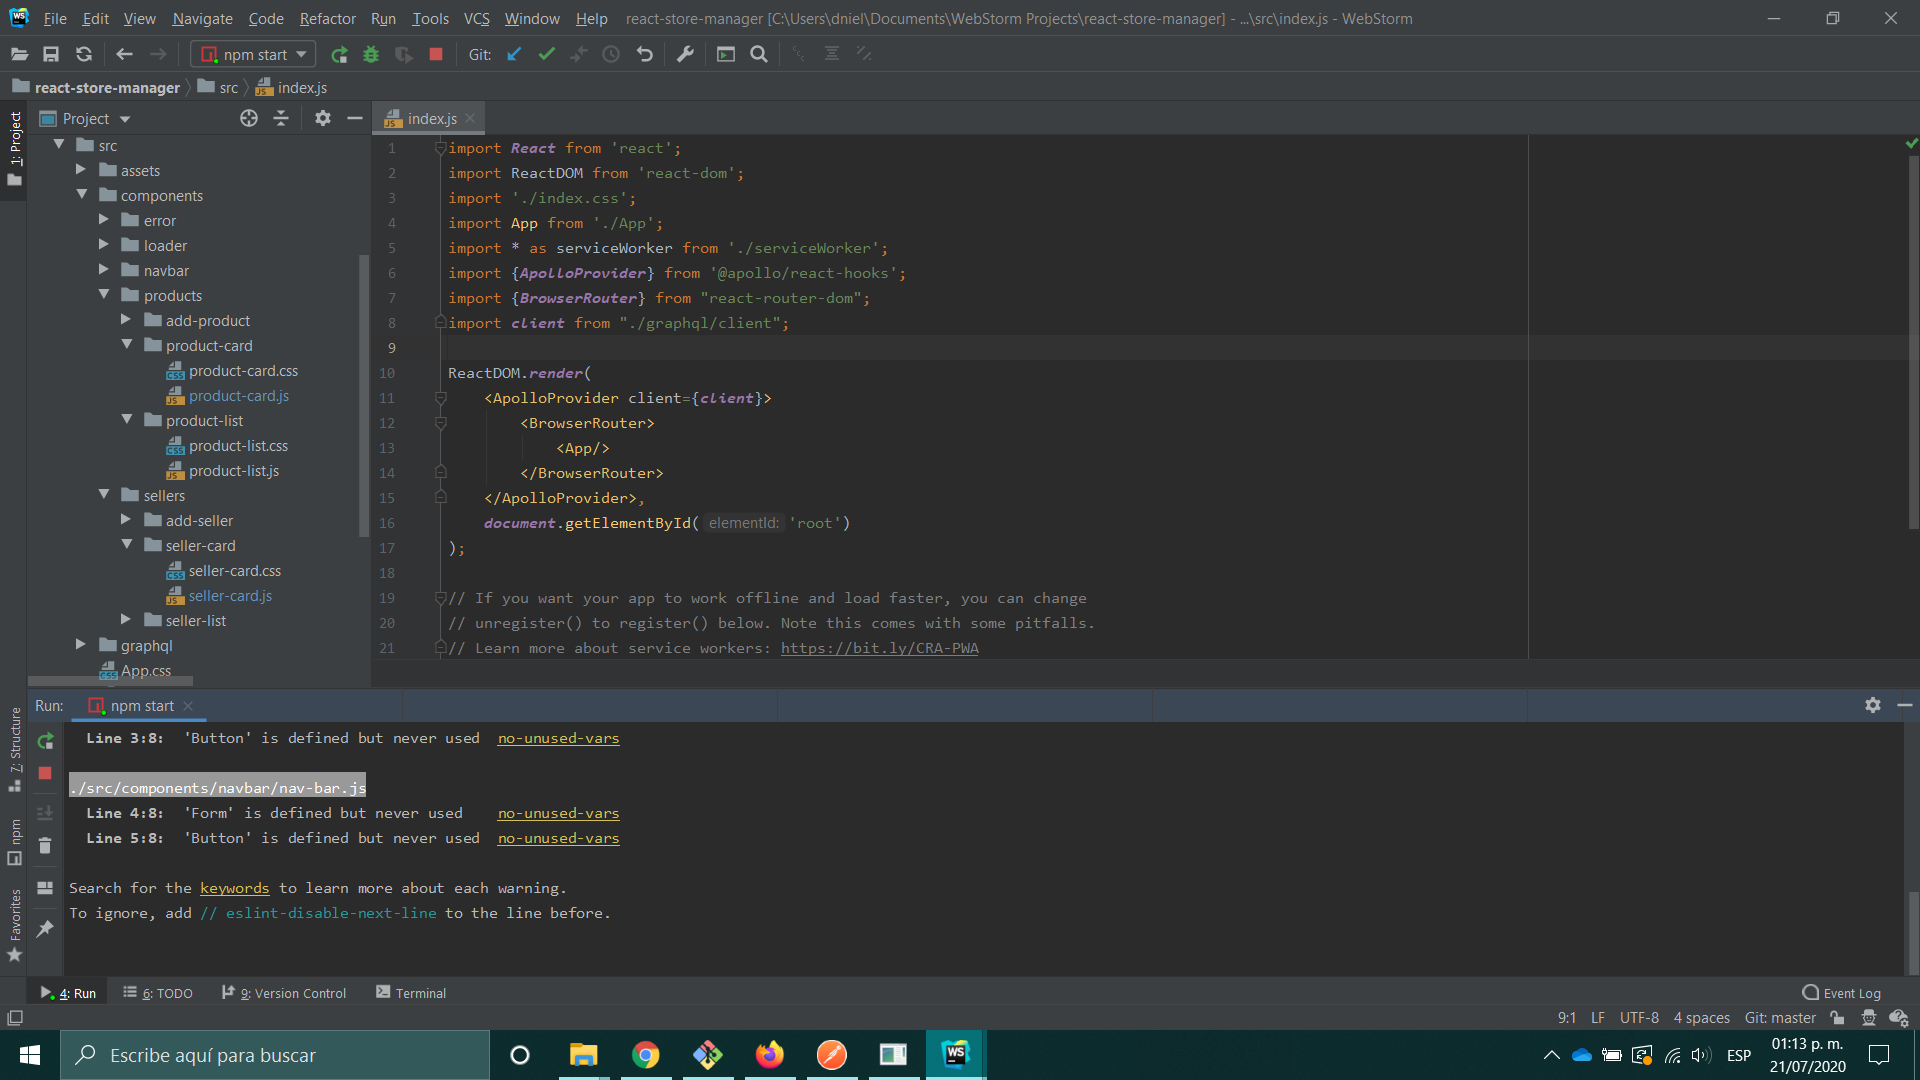 WS File Edit View Navigate Code Refactor Run Tools VCS Window Help react-store-manager [C:\Users\dniel\Documents\WebStorm Projects\react-store-manager] - ...\src\index.js - WebStorm
npm start Git:
react-store-manager src index.js
1: Project
Project
src
assets
components
error
loader
navbar
products
add-product
product-card
product-card.css
product-card.js
product-list
product-list.css
product-list.js
sellers
add-seller
seller-card
seller-card.css
seller-card.js
seller-list
graphql
App.css
index.js
1 import React from 'react';
2 import ReactDOM from 'react-dom';
3 import './index.css';
4 import App from './App';
5 import * as serviceWorker from './serviceWorker';
6 import {ApolloProvider} from '@apollo/react-hooks';
7 import {BrowserRouter} from "react-router-dom";
8 import client from "./graphql/client";
9
10 ReactDOM.render(
11 <ApolloProvider client={client}>
12 <BrowserRouter>
13 <App/>
14 </BrowserRouter>
15 </ApolloProvider>,
16 document.getElementById( elementId: 'root')
17 );
18
19 // If you want your app to work offline and load faster, you can change
20 // unregister() to register() below. Note this comes with some pitfalls.
21 // Learn more about service workers: https://bit.ly/CRA-PWA
Run: npm start
Line 3:8: 'Button' is defined but never used no-unused-vars
./src/components/navbar/nav-bar.js
Line 4:8: 'Form' is defined but never used no-unused-vars
Line 5:8: 'Button' is defined but never used no-unused-vars
Search for the keywords to learn more about each warning.
To ignore, add // eslint-disable-next-line to the line before.
7: Structure
npm
Favorites
4: Run 6: TODO 9: Version Control Terminal Event Log
9:1 LF UTF-8 4 spaces Git: master
Escribe aquí para buscar
WS
ESP
01:13 p. m.
21/07/2020